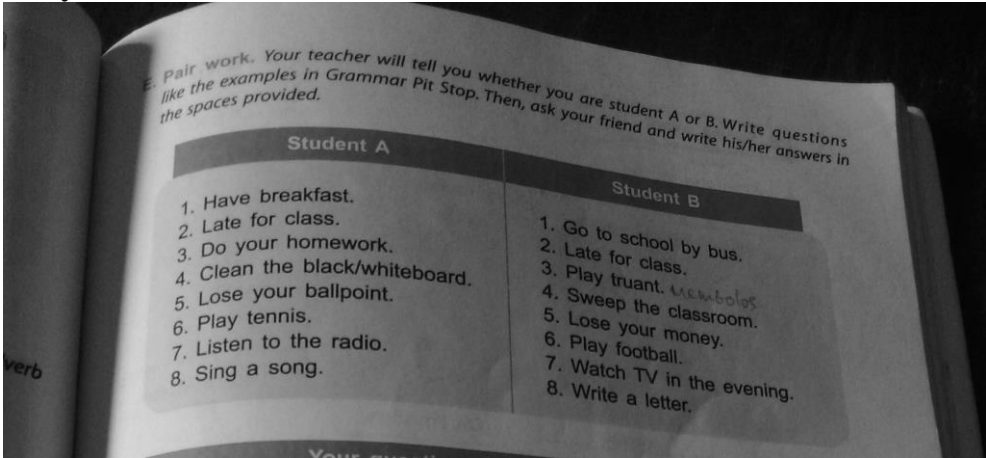 E. Pair work. Your teacher will tell you whether you are student A or B. Write questions
like the examples in Grammar Pit Stop. Then, ask your friend and write his/her answers in
the spaces provided.
Student A
1. Have breakfast.
2. Late for class.
3. Do your homework.
4. Clean the black/whiteboard.
5. Lose your ballpoint.
6. Play tennis.
7. Listen to the radio.
8. Sing a song.
Student B
1. Go to school by bus.
2. Late for class.
3. Play truant. Membolos
4. Sweep the classroom.
5. Lose your money.
6. Play football.
7. Watch TV in the evening.
8. Write a letter.
verb
Your